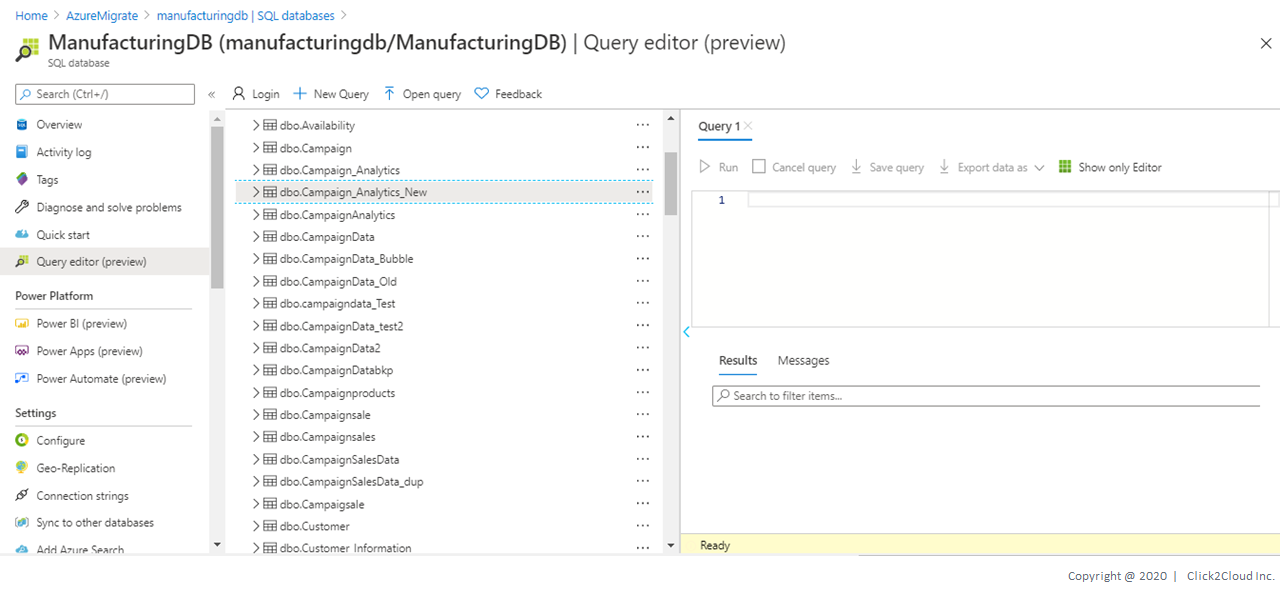 Home > AzureMigrate > manufacturingdb | SQL databases >
ManufacturingDB (manufacturingdb/ManufacturingDB) | Query editor (preview)
SQL database
Search (Ctrl+/)
«
Overview
Activity log
Tags
Diagnose and solve problems
Quick start
Query editor (preview)
Power Platform
Power BI (preview)
Power Apps (preview)
Power Automate (preview)
Settings
Configure
Geo-Replication
Connection strings
Sync to other databases
Add Azure Search
Login New Query Open query Feedback
dbo.Availability ...
dbo.Campaign ...
dbo.Campaign_Analytics ...
dbo.Campaign_Analytics_New ...
dbo.CampaignAnalytics ...
dbo.CampaignData ...
dbo.CampaignData_Bubble ...
dbo.CampaignData_Old ...
dbo.campaigndata_Test ...
dbo.CampaignData_test2 ...
dbo.CampaignData2 ...
dbo.CampaignDatabkp ...
dbo.Campaignproducts ...
dbo.Campaignsale ...
dbo.Campaignsales ...
dbo.CampaignSalesData ...
dbo.CampaignSalesData_dup ...
dbo.Campaigsale ...
dbo.Customer ...
dbo.Customer_Information ...
Query 1
Run Cancel query Save query Export data as Show only Editor
1
Results Messages
Search to filter items...
Ready
Copyright @ 2020 | Click2Cloud Inc.